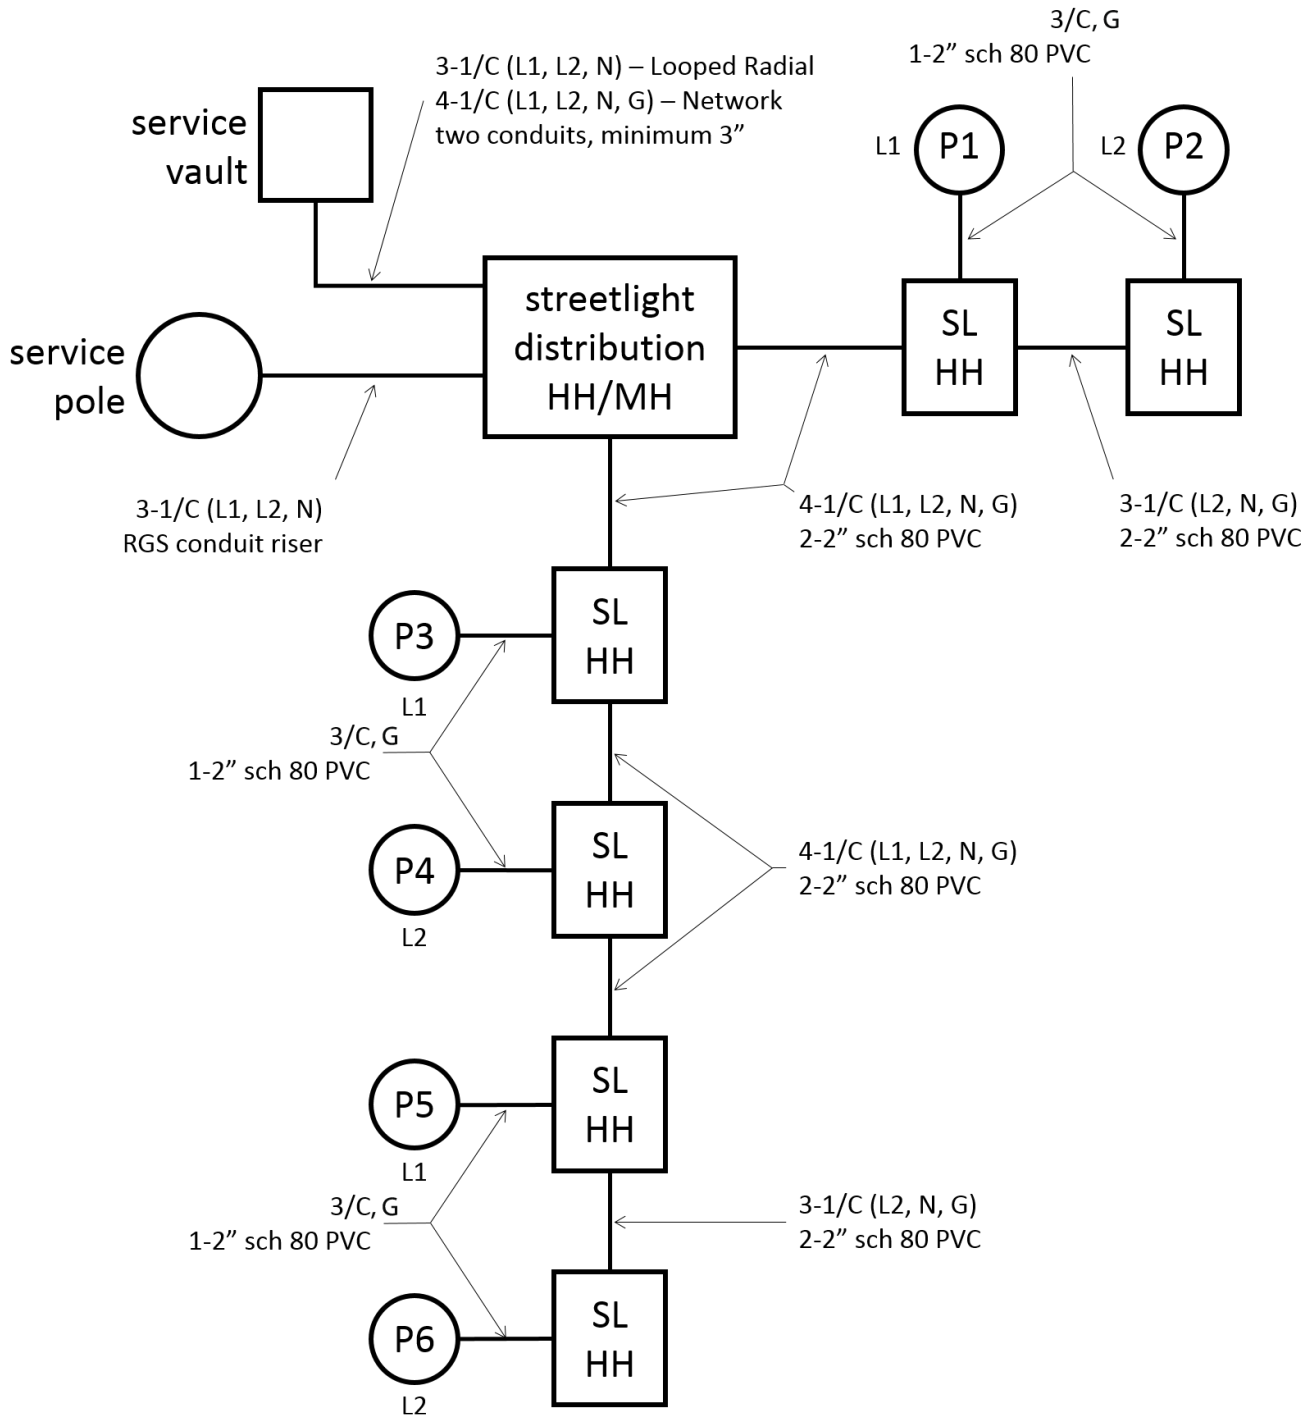 3/C, G
1-2” sch 80 PVC
3-1/C (L1, L2, N) – Looped Radial
4-1/C (L1, L2, N, G) – Network
two conduits, minimum 3”
service
vault
L1
P1
L2
P2
streetlight
distribution
HH/MH
SL
HH
SL
HH
service
pole
3-1/C (L1, L2, N)
RGS conduit riser
4-1/C (L1, L2, N, G)
2-2” sch 80 PVC
3-1/C (L2, N, G)
2-2” sch 80 PVC
P3
L1
SL
HH
3/C, G
1-2” sch 80 PVC
P4
L2
SL
HH
4-1/C (L1, L2, N, G)
2-2” sch 80 PVC
P5
L1
SL
HH
3/C, G
1-2” sch 80 PVC
3-1/C (L2, N, G)
2-2” sch 80 PVC
P6
L2
SL
HH